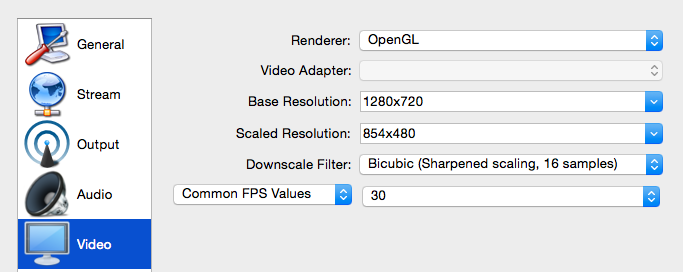 General
Stream
Output
Audio
Video
Renderer: OpenGL
Video Adapter:
Base Resolution: 1280x720
Scaled Resolution: 854x480
Downscale Filter: Bicubic (Sharpened scaling, 16 samples)
Common FPS Values 30